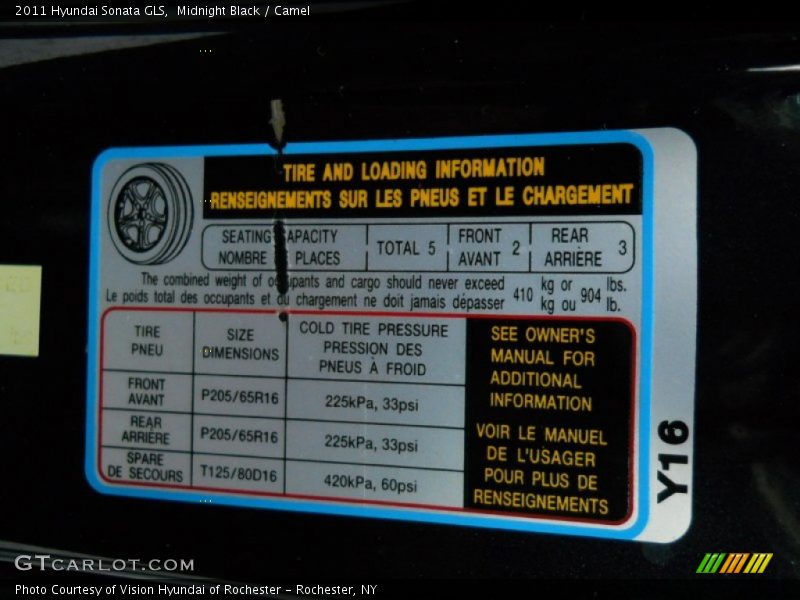 2011 Hyundai Sonata GLS, Midnight Black / Camel
TIRE AND LOADING INFORMATION
RENSEIGNEMENTS SUR LES PNEUS ET LE CHARGEMENT
SEATING CAPACITY
NOMBRE PLACES
TOTAL 5
FRONT
AVANT
2
REAR
ARRIÈRE
3
The combined weight of occupants and cargo should never exceed
Le poids total des occupants et du chargement ne doit jamais dépasser
410
kg or
kg ou
904
lbs.
lb.
TIRE
PNEU
SIZE
DIMENSIONS
COLD TIRE PRESSURE
PRESSION DES
PNEUS À FROID
FRONT
AVANT
P205/65R16
225kPa, 33psi
REAR
ARRIÈRE
P205/65R16
225kPa, 33psi
SPARE
DE SECOURS
T125/80D16
420kPa, 60psi
SEE OWNER'S
MANUAL FOR
ADDITIONAL
INFORMATION
VOIR LE MANUEL
DE L'USAGER
POUR PLUS DE
RENSEIGNEMENTS
Y16
GTCARLOT.COM
Photo Courtesy of Vision Hyundai of Rochester - Rochester, NY